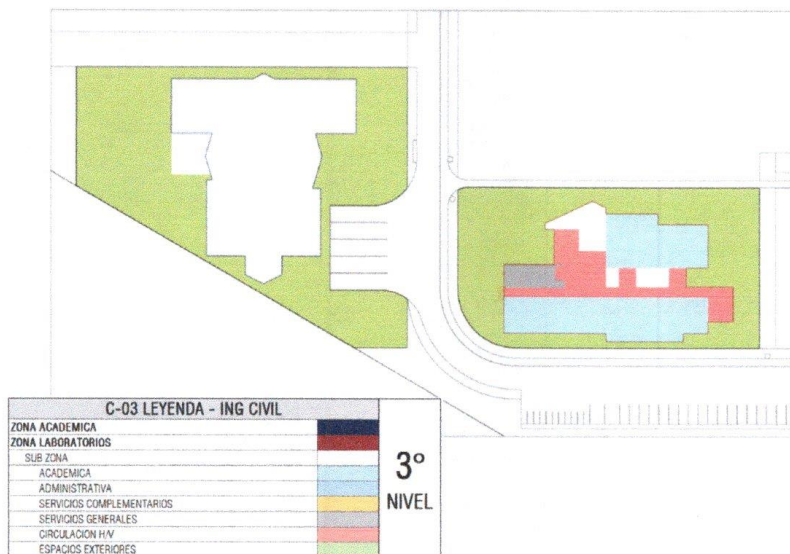 C-03 LEYENDA - ING CIVIL
ZONA ACADEMICA
ZONA LABORATORIOS
SUB ZONA
ACADEMICA
ADMINISTRATIVA
SERVICIOS COMPLEMENTARIOS
SERVICIOS GENERALES
CIRCULACION H/V
ESPACIOS EXTERIORES
3°
NIVEL